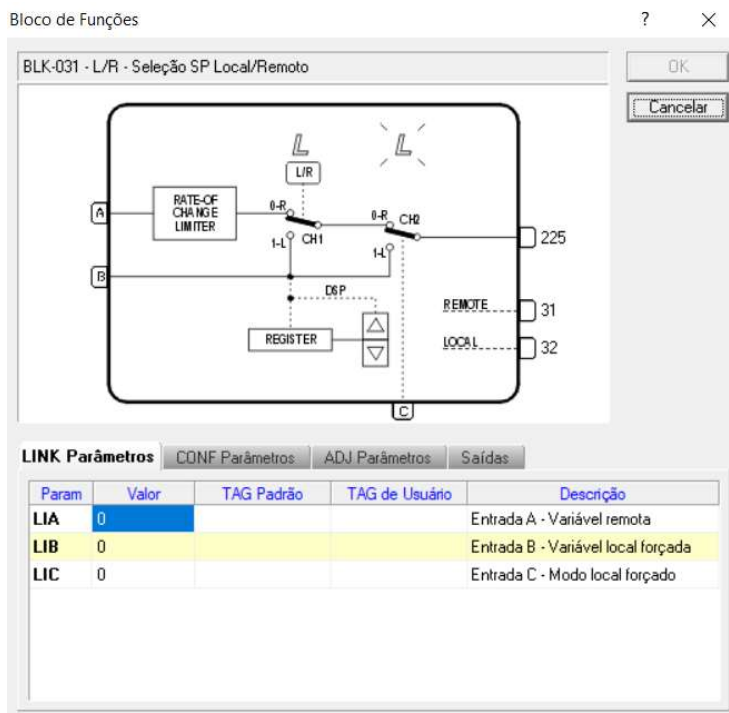 Bloco de Funções ? ×
BLK-031 - L/R - Seleção SP Local/Remoto
OK
Cancelar
L L
L/R
A
RATE-OF
CHANGE
LIMITER
0-R
1-L
CH1
0-R
CH2
1-L
225
B
DSP
REMOTE
31
REGISTER
LOCAL
32
C
LINK Parâmetros CONF Parâmetros ADJ Parâmetros Saídas
Param Valor TAG Padrão TAG de Usuário Descrição
LIA 0 Entrada A - Variável remota
LIB 0 Entrada B - Variável local forçada
LIC 0 Entrada C - Modo local forçado